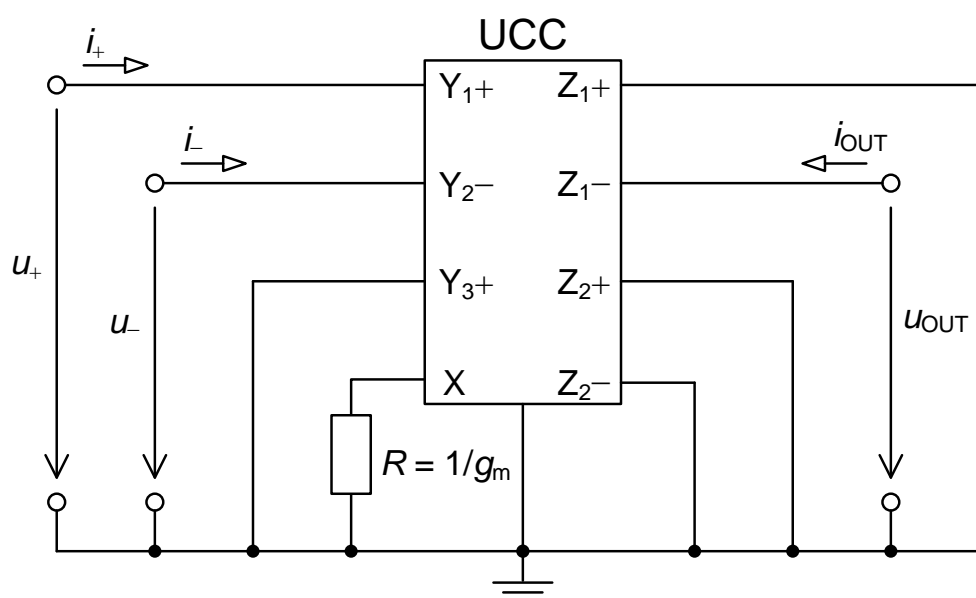 UCC
i+
Y1+ Z1+
i− iOUT
Y2− Z1−
u+
u−
Y3+ Z2+
uOUT
X Z2−
R = 1/gm